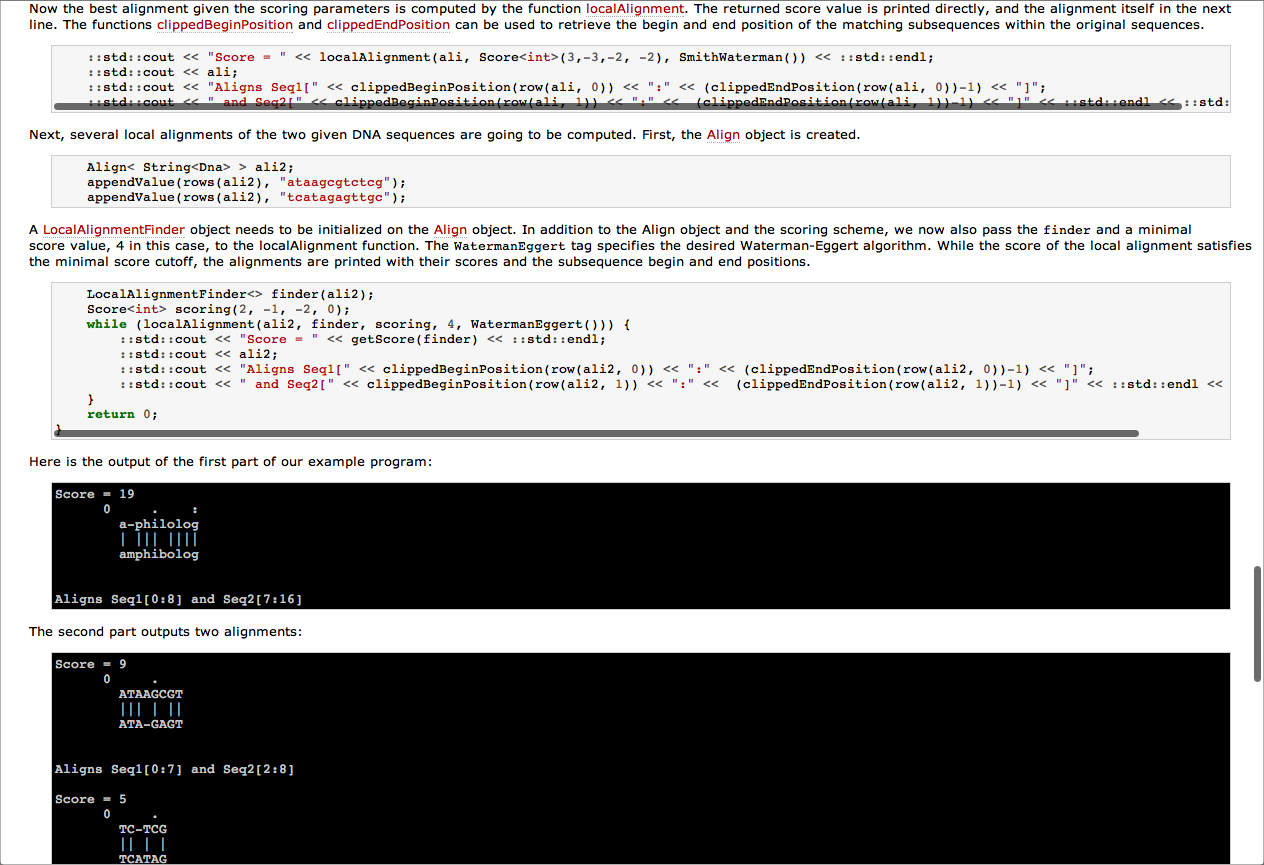 Now the best alignment given the scoring parameters is computed by the function localAlignment. The returned score value is printed directly, and the alignment itself in the next
line. The functions clippedBeginPosition and clippedEndPosition can be used to retrieve the begin and end position of the matching subsequences within the original sequences.
::std::cout << "Score = " << localAlignment(ali, Score<int>(3,-3,-2, -2), SmithWaterman()) << ::std::endl;
::std::cout << ali;
::std::cout << "Aligns Seq1[" << clippedBeginPosition(row(ali, 0)) << ":" << (clippedEndPosition(row(ali, 0))-1) << "]";
::std::cout << " and Seq2[" << clippedBeginPosition(row(ali, 1)) << ":" <<  (clippedEndPosition(row(ali, 1))-1) << "]" << ::std::endl << ::std:
Next, several local alignments of the two given DNA sequences are going to be computed. First, the Align object is created.
Align< String<Dna> > ali2;
appendValue(rows(ali2), "ataagcgtctcg");
appendValue(rows(ali2), "tcatagagttgc");
A LocalAlignmentFinder object needs to be initialized on the Align object. In addition to the Align object and the scoring scheme, we now also pass the finder and a minimal
score value, 4 in this case, to the localAlignment function. The WatermanEggert tag specifies the desired Waterman-Eggert algorithm. While the score of the local alignment satisfies
the minimal score cutoff, the alignments are printed with their scores and the subsequence begin and end positions.
LocalAlignmentFinder<> finder(ali2);
Score<int> scoring(2, -1, -2, 0);
while (localAlignment(ali2, finder, scoring, 4, WatermanEggert())) {
::std::cout << "Score = " << getScore(finder) << ::std::endl;
::std::cout << ali2;
::std::cout << "Aligns Seq1[" << clippedBeginPosition(row(ali2, 0)) << ":" << (clippedEndPosition(row(ali2, 0))-1) << "]";
::std::cout << " and Seq2[" << clippedBeginPosition(row(ali2, 1)) << ":" <<  (clippedEndPosition(row(ali2, 1))-1) << "]" << ::std::endl <<
}
return 0;
}
Here is the output of the first part of our example program:
Score = 19
0     .    :
a-philolog
| ||| ||||
amphibolog
Aligns Seq1[0:8] and Seq2[7:16]
The second part outputs two alignments:
Score = 9
0     .
ATAAGCGT
||| | ||
ATA-GAGT
Aligns Seq1[0:7] and Seq2[2:8]
Score = 5
0     .
TC-TCG
|| | |
TCATAG